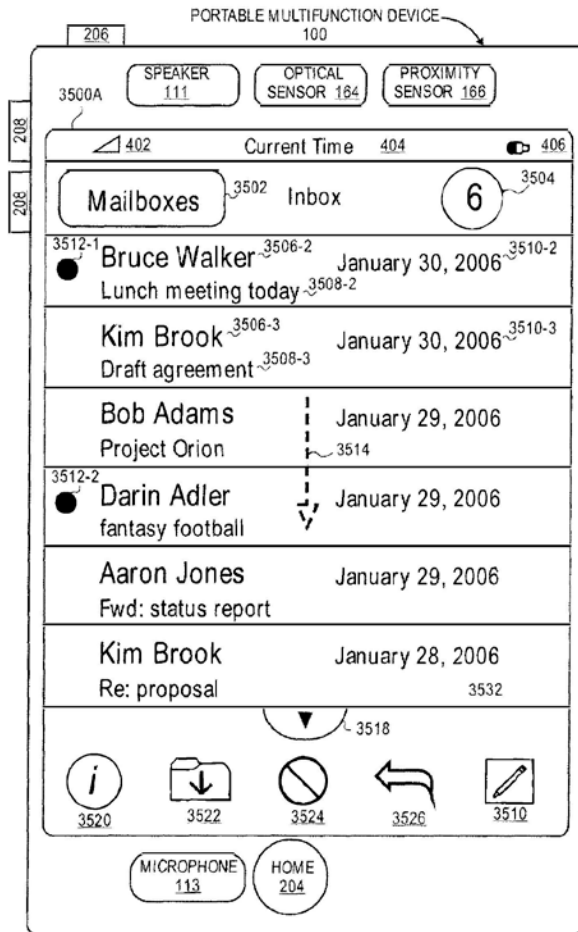 PORTABLE MULTIFUNCTION DEVICE
206
100
SPEAKER
111
OPTICAL
SENSOR 164
PROXIMITY
SENSOR 166
3500A
208
402
Current Time
404
406
208
Mailboxes
3502
Inbox
6
3504
3512-1
Bruce Walker
3506-2
January 30, 2006
3510-2
Lunch meeting today
3508-2
Kim Brook
3506-3
January 30, 2006
3510-3
Draft agreement
3508-3
Bob Adams
January 29, 2006
Project Orion
3514
3512-2
Darin Adler
January 29, 2006
fantasy football
Aaron Jones
January 29, 2006
Fwd: status report
Kim Brook
January 28, 2006
Re: proposal
3532
3518
i
3520
3522
3524
3526
3510
MICROPHONE
113
HOME
204